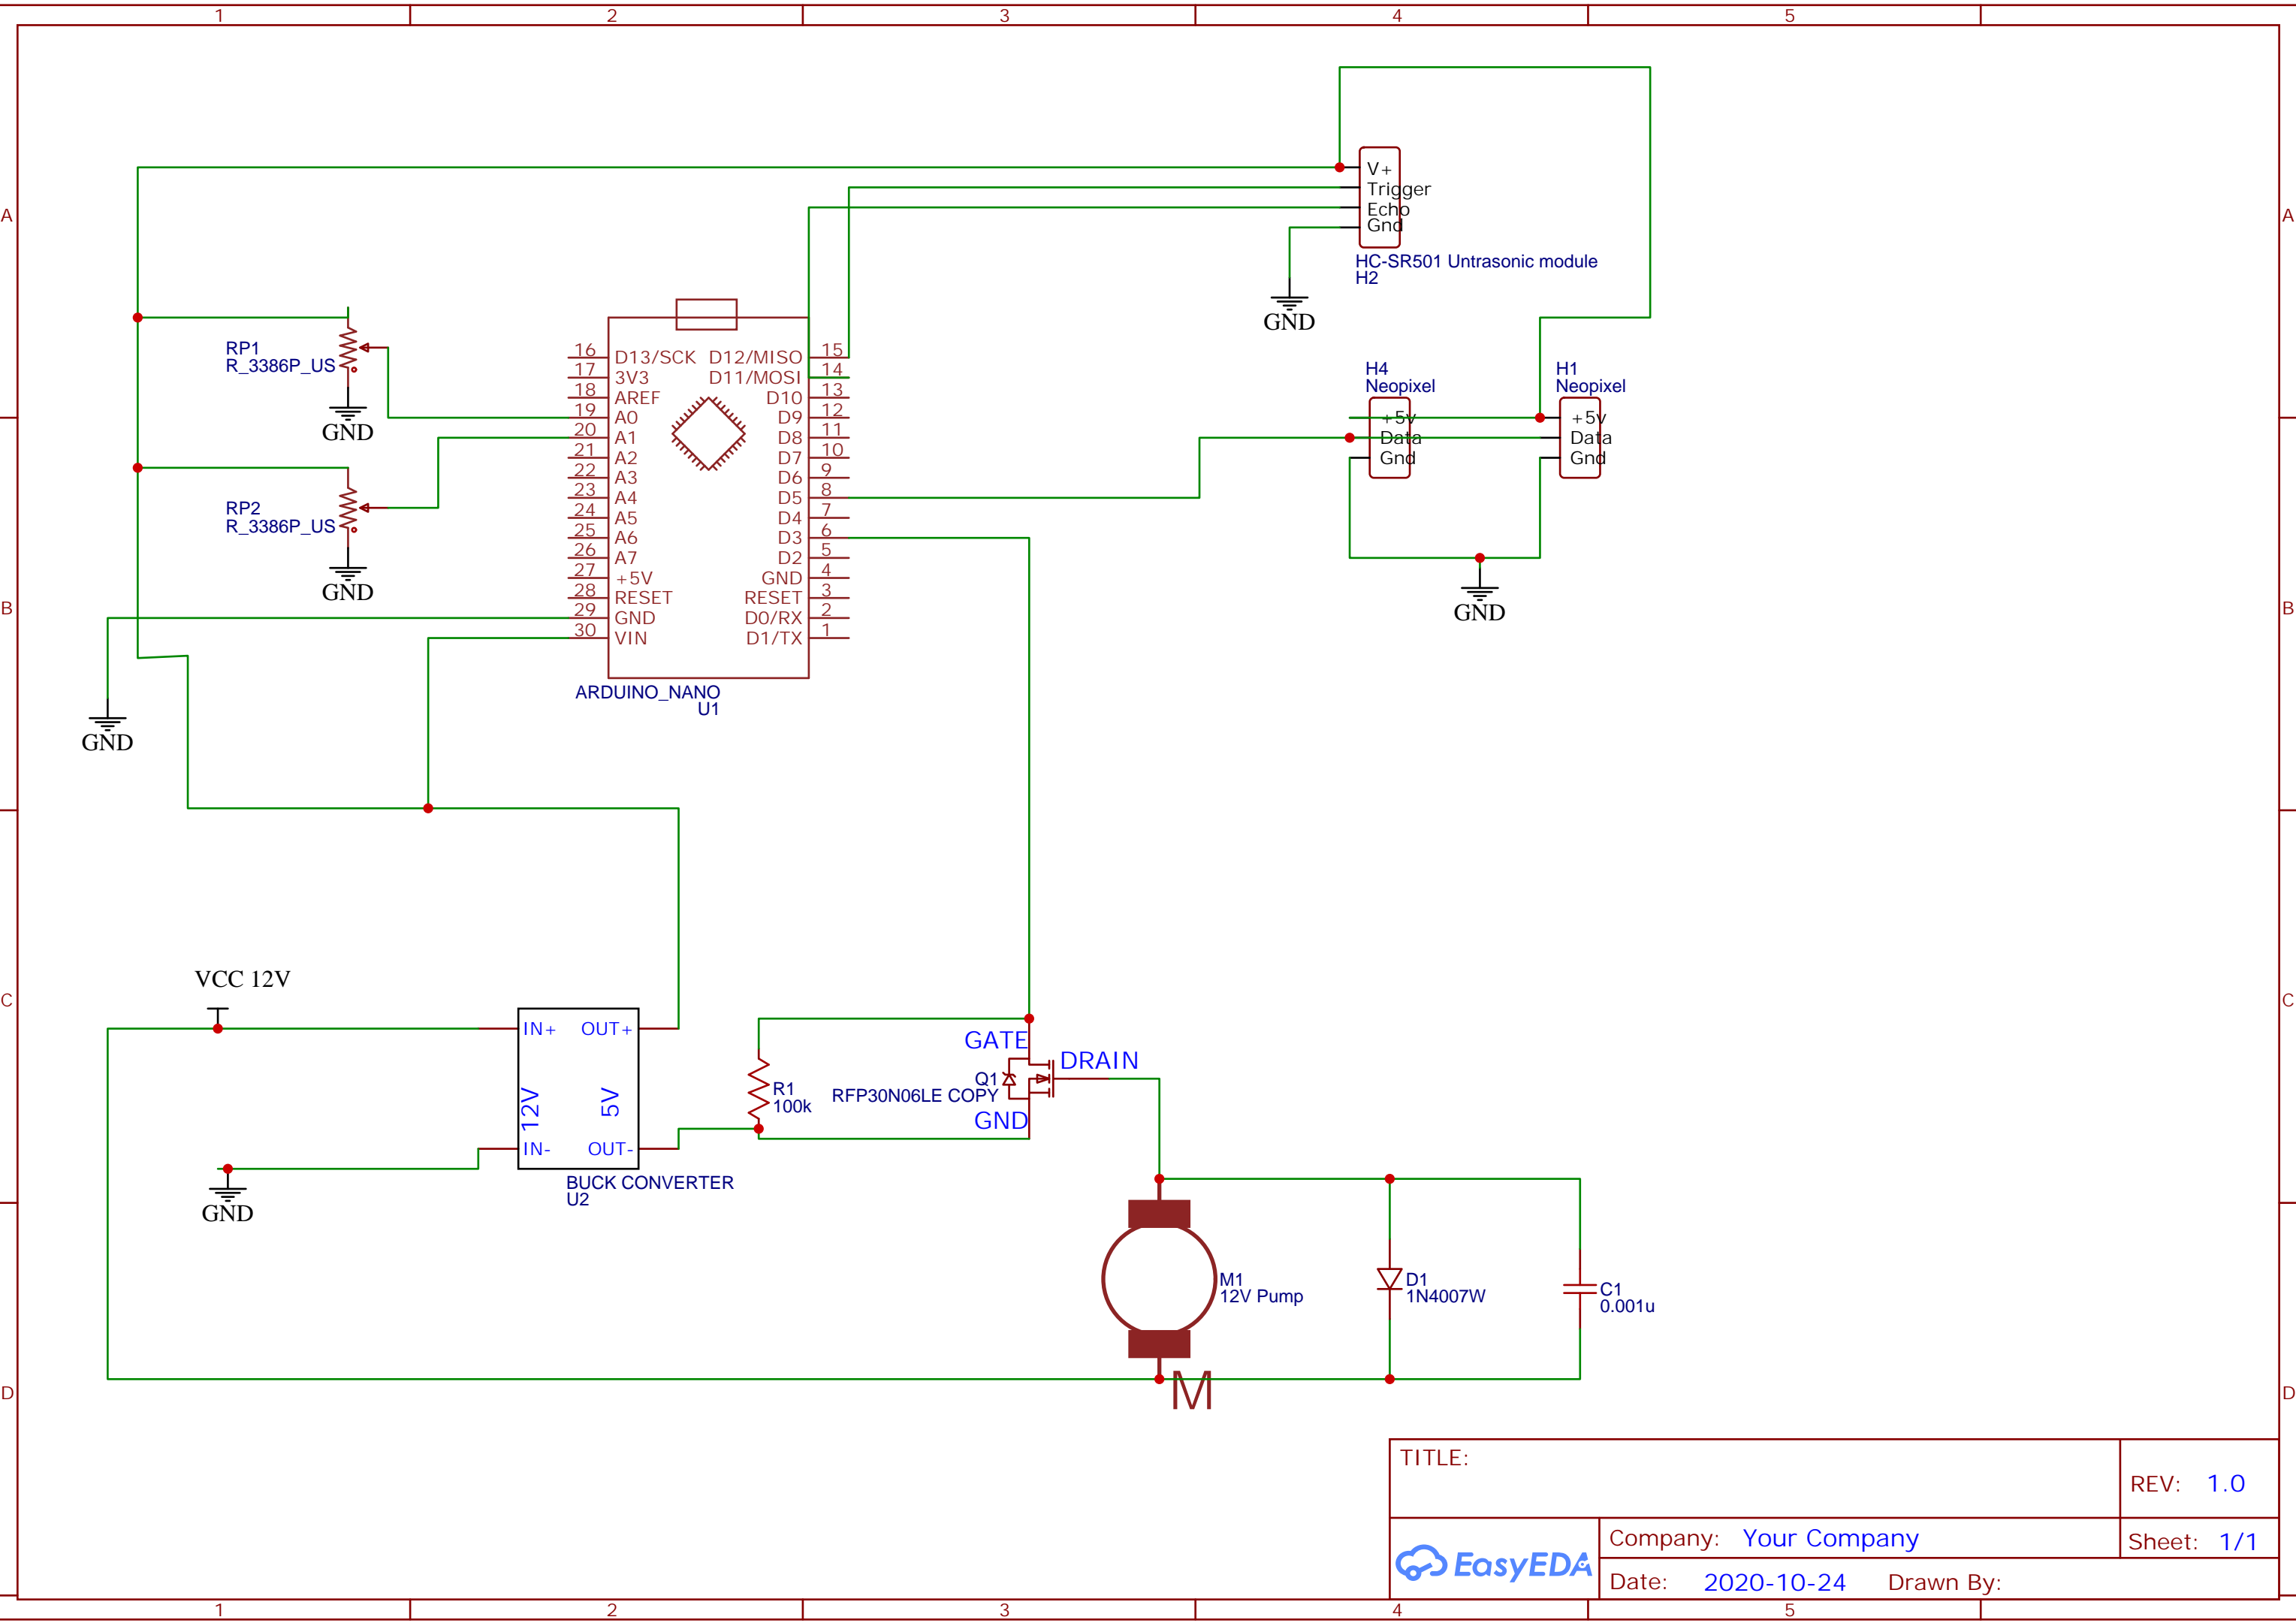 1 2 3 4 5
A A
V+
Trigger
Echo
Gnd
HC-SR501 Untrasonic module
H2
GND
RP1
R_3386P_US
GND
RP2
R_3386P_US
GND
16 D13/SCK D12/MISO 15
17 3V3 D11/MOSI 14
18 AREF D10 13
19 A0 D9 12
20 A1 D8 11
21 A2 D7 10
22 A3 D6 9
23 A4 D5 8
24 A5 D4 7
25 A6 D3 6
26 A7 D2 5
27 +5V GND 4
28 RESET RESET 3
29 GND D0/RX 2
30 VIN D1/TX 1
ARDUINO_NANO
U1
H4
Neopixel
+5v
Data
Gnd
H1
Neopixel
+5v
Data
Gnd
GND
B B
GND
C C
VCC 12V
IN+ OUT+
12V 5V
IN- OUT-
BUCK CONVERTER
U2
GND
R1
100k
GATE
DRAIN
Q1
RFP30N06LE COPY
GND
M1
12V Pump
M
D1
1N4007W
C1
0.001u
D D
TITLE:
REV: 1.0
EasyEDA
Company: Your Company
Sheet: 1/1
Date: 2020-10-24 Drawn By:
1 2 3 4 5